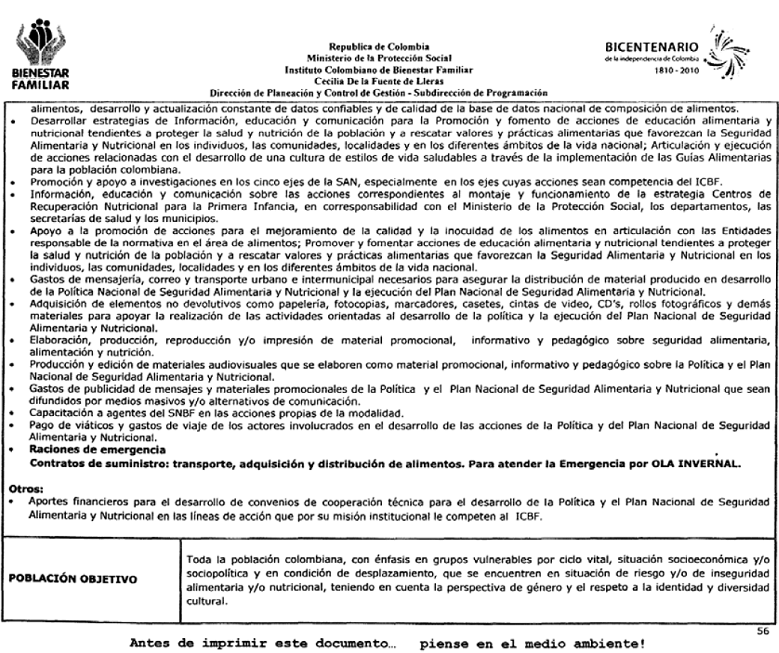 BIENESTAR
FAMILIAR
Republica de Colombia
Ministerio de la Protección Social
Instituto Colombiano de Bienestar Familiar
Cecilia De la Fuente de Lleras
Dirección de Planeación y Control de Gestión - Subdirección de Programación
BICENTENARIO
de la independencia de Colombia
1810 - 2010
alimentos, desarrollo y actualización constante de datos confiables y de calidad de la base de datos nacional de composición de alimentos.
• Desarrollar estrategias de Información, educación y comunicación para la Promoción y fomento de acciones de educación alimentaria y
nutricional tendientes a proteger la salud y nutrición de la población y a rescatar valores y prácticas alimentarias que favorezcan la Seguridad
Alimentaria y Nutricional en los individuos, las comunidades, localidades y en los diferentes ámbitos de la vida nacional; Articulación y ejecución
de acciones relacionadas con el desarrollo de una cultura de estilos de vida saludables a través de la implementación de las Guías Alimentarias
para la población colombiana.
• Promoción y apoyo a investigaciones en los cinco ejes de la SAN, especialmente en los ejes cuyas acciones sean competencia del ICBF.
• Información, educación y comunicación sobre las acciones correspondientes al montaje y funcionamiento de la estrategia Centros de
Recuperación Nutricional para la Primera Infancia, en corresponsabilidad con el Ministerio de la Protección Social, los departamentos, las
secretarías de salud y los municipios.
• Apoyo a la promoción de acciones para el mejoramiento de la calidad y la inocuidad de los alimentos en articulación con las Entidades
responsable de la normativa en el área de alimentos; Promover y fomentar acciones de educación alimentaria y nutricional tendientes a proteger
la salud y nutrición de la población y a rescatar valores y prácticas alimentarias que favorezcan la Seguridad Alimentaria y Nutricional en los
individuos, las comunidades, localidades y en los diferentes ámbitos de la vida nacional.
• Gastos de mensajería, correo y transporte urbano e intermunicipal necesarios para asegurar la distribución de material producido en desarrollo
de la Política Nacional de Seguridad Alimentaria y Nutricional y la ejecución del Plan Nacional de Seguridad Alimentaria y Nutricional.
• Adquisición de elementos no devolutivos como papelería, fotocopias, marcadores, casetes, cintas de video, CD's, rollos fotográficos y demás
materiales para apoyar la realización de las actividades orientadas al desarrollo de la política y la ejecución del Plan Nacional de Seguridad
Alimentaria y Nutricional.
• Elaboración, producción, reproducción y/o impresión de material promocional, informativo y pedagógico sobre seguridad alimentaria,
alimentación y nutrición.
• Producción y edición de materiales audiovisuales que se elaboren como material promocional, informativo y pedagógico sobre la Política y el Plan
Nacional de Seguridad Alimentaria y Nutricional.
• Gastos de publicidad de mensajes y materiales promocionales de la Política y el Plan Nacional de Seguridad Alimentaria y Nutricional que sean
difundidos por medios masivos y/o alternativos de comunicación.
• Capacitación a agentes del SNBF en las acciones propias de la modalidad.
• Pago de viáticos y gastos de viaje de los actores involucrados en el desarrollo de las acciones de la Política y del Plan Nacional de Seguridad
Alimentaria y Nutricional.
• Raciones de emergencia
Contratos de suministro: transporte, adquisición y distribución de alimentos. Para atender la Emergencia por OLA INVERNAL.
Otros:
• Aportes financieros para el desarrollo de convenios de cooperación técnica para el desarrollo de la Política y el Plan Nacional de Seguridad
Alimentaria y Nutricional en las líneas de acción que por su misión institucional le competen al ICBF.
POBLACIÓN OBJETIVO
Toda la población colombiana, con énfasis en grupos vulnerables por ciclo vital, situación socioeconómica y/o
sociopolítica y en condición de desplazamiento, que se encuentren en situación de riesgo y/o de inseguridad
alimentaria y/o nutricional, teniendo en cuenta la perspectiva de género y el respeto a la identidad y diversidad
cultural.
56
Antes de imprimir este documento… piense en el medio ambiente!